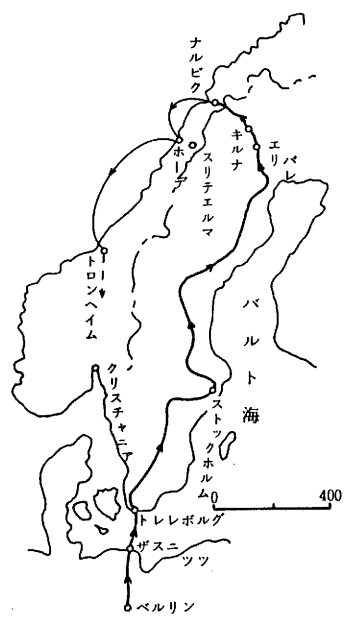 ナルビク
キルナ
エリ
バレ
ホーデ
スリテエルマ
トロンヘイム
バルト海
クリスチャニア
ストックホルム
0
400
トレレボルグ
ザスニ
ッツ
ベルリン